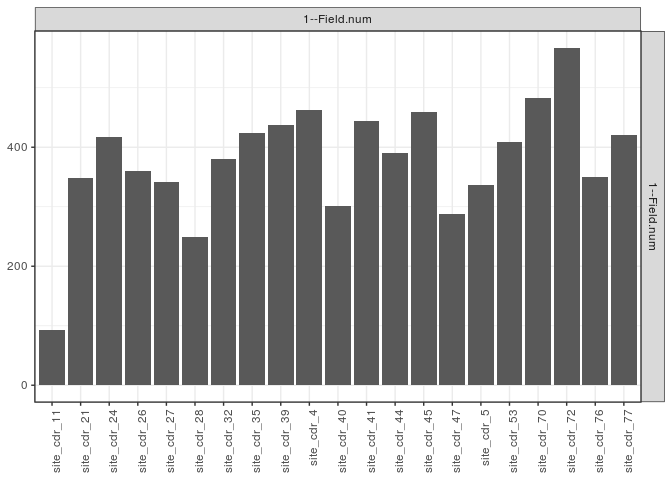 1--Field.num
1--Field.num
400
200
0
site_cdr_11
site_cdr_21
site_cdr_24
site_cdr_26
site_cdr_27
site_cdr_28
site_cdr_32
site_cdr_35
site_cdr_39
site_cdr_4
site_cdr_40
site_cdr_41
site_cdr_44
site_cdr_45
site_cdr_47
site_cdr_5
site_cdr_53
site_cdr_70
site_cdr_72
site_cdr_76
site_cdr_77